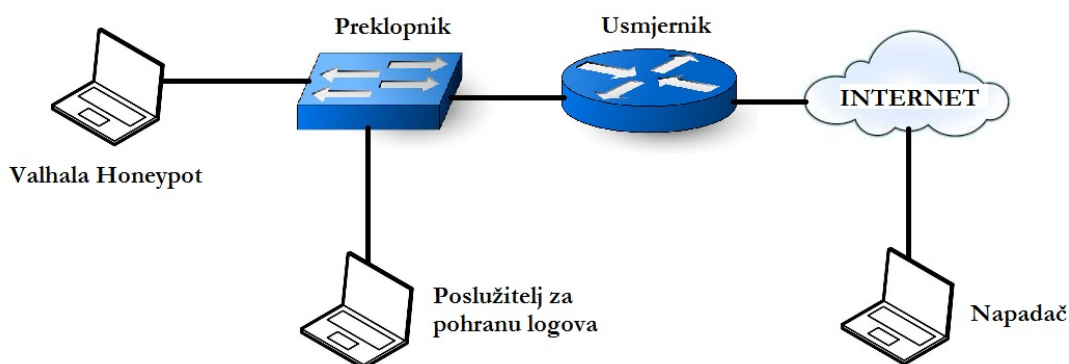 Preklopnik
Usmjernik
INTERNET
Valhala Honeypot
Poslužitelj za
pohranu logova
Napadač